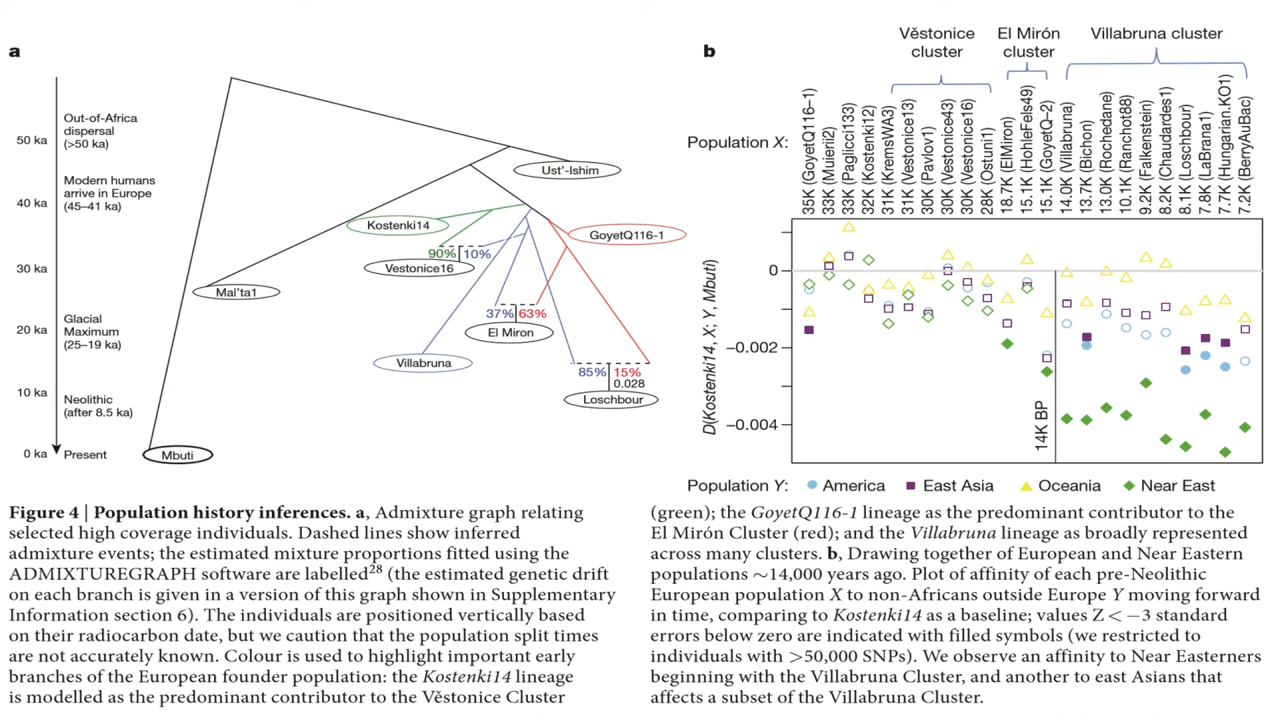 a
Out-of-Africa
dispersal
(>50 ka)
50 ka
Modern humans
arrive in Europe
(45–41 ka)
40 ka
30 ka
Glacial
Maximum
(25–19 ka)
20 ka
10 ka
Neolithic
(after 8.5 ka)
0 ka
Present
Ust'-Ishim
Kostenki14
GoyetQ116-1
90% 10%
Vestonice16
Mal'ta1
37% 63%
El Miron
Villabruna
85% 15%
0.028
Loschbour
Mbuti
b
Věstonice
cluster
El Mirón
cluster
Villabruna cluster
Population X:
35K (GoyetQ116–1)
33K (Muierii2)
33K (Paglicci133)
32K (Kostenki12)
31K (KremsWA3)
31K (Vestonice13)
30K (Pavlov1)
30K (Vestonice43)
30K (Vestonice16)
28K (Ostuni1)
18.7K (ElMiron)
15.1K (HohleFels49)
15.1K (GoyetQ–2)
14.0K (Villabruna)
13.7K (Bichon)
13.0K (Rochedane)
10.1K (Ranchot88)
9.2K (Falkenstein)
8.2K (Chaudardes1)
8.1K (Loschbour)
7.8K (LaBrana1)
7.7K (Hungarian.KO1)
7.2K (BerryAuBac)
D(Kostenki14, X; Y, Mbuti)
0
−0.002
−0.004
14K BP
Population Y: America East Asia Oceania Near East
Figure 4 | Population history inferences. a, Admixture graph relating
selected high coverage individuals. Dashed lines show inferred
admixture events; the estimated mixture proportions fitted using the
ADMIXTUREGRAPH software are labelled²⁸ (the estimated genetic drift
on each branch is given in a version of this graph shown in Supplementary
Information section 6). The individuals are positioned vertically based
on their radiocarbon date, but we caution that the population split times
are not accurately known. Colour is used to highlight important early
branches of the European founder population: the Kostenki14 lineage
is modelled as the predominant contributor to the Věstonice Cluster
(green); the GoyetQ116-1 lineage as the predominant contributor to the
El Mirón Cluster (red); and the Villabruna lineage as broadly represented
across many clusters. b, Drawing together of European and Near Eastern
populations ∼14,000 years ago. Plot of affinity of each pre-Neolithic
European population X to non-Africans outside Europe Y moving forward
in time, comparing to Kostenki14 as a baseline; values Z < −3 standard
errors below zero are indicated with filled symbols (we restricted to
individuals with >50,000 SNPs). We observe an affinity to Near Easterners
beginning with the Villabruna Cluster, and another to east Asians that
affects a subset of the Villabruna Cluster.